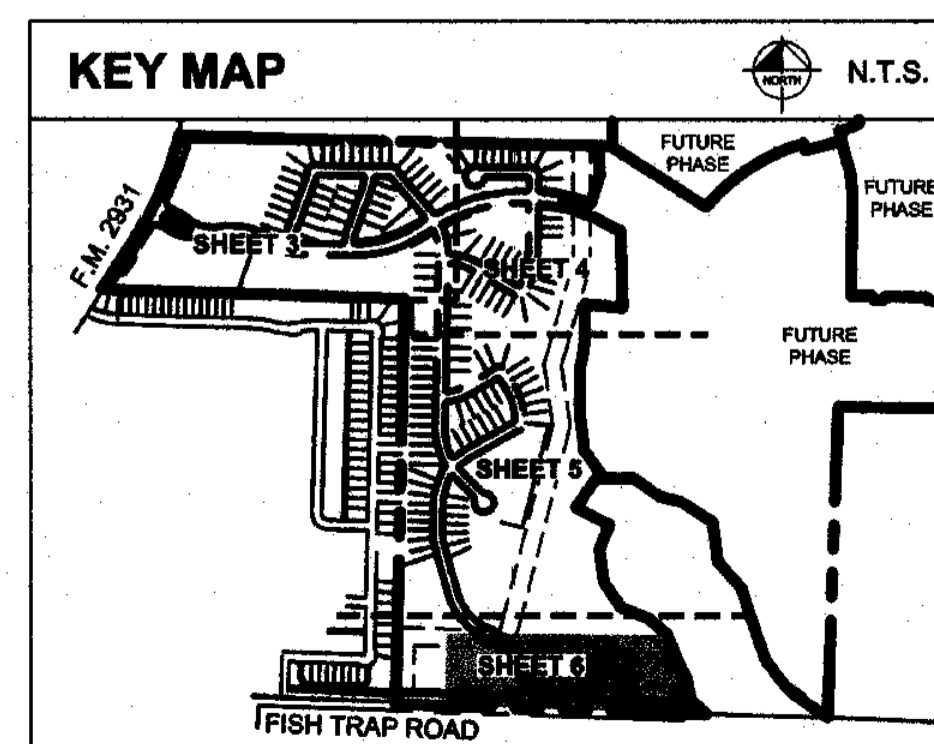 KEY MAP
NORTH
N.T.S.
FUTURE
PHASE
FUTURE
PHASE
F.M. 2931
SHEET 3
SHEET 4
FUTURE
PHASE
SHEET 5
SHEET 6
FISH TRAP ROAD